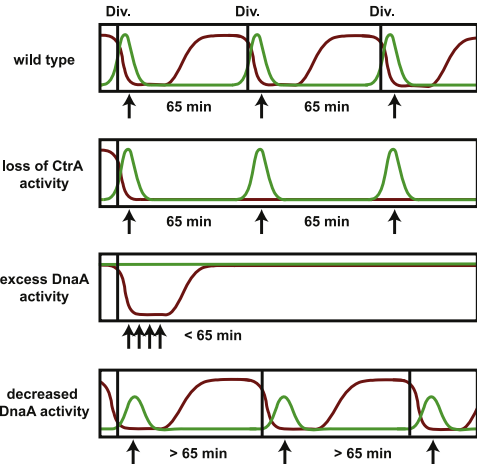 Div. Div. Div.
wild type
65 min 65 min
loss of CtrA
activity
65 min 65 min
excess DnaA
activity
< 65 min
decreased
DnaA activity
> 65 min > 65 min